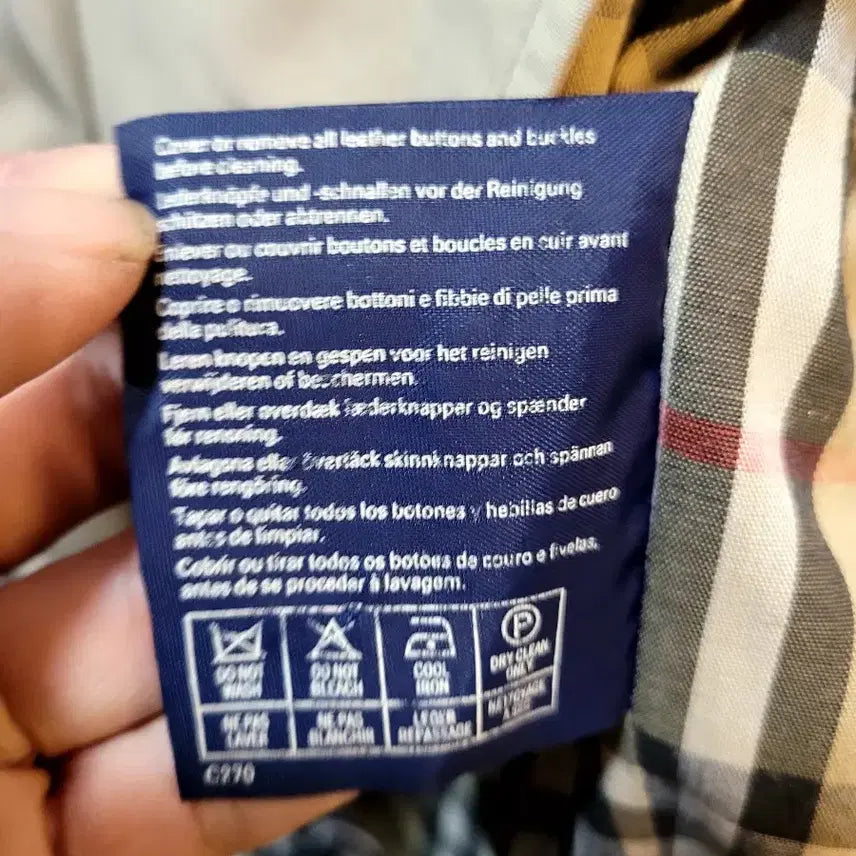 Cover or remove all leather buttons and buckles
before cleaning.
Lederknöpfe und -schnallen vor der Reinigung
schützen oder abtrennen.
Enlever ou couvrir boutons et boucles en cuir avant
nettoyage.
Coprire o rimuovere bottoni e fibbie di pelle prima
della pulitura.
Leren knopen en gespen voor het reinigen
verwijderen of beschermen.
Fjern eller overdæk læderknapper og spænder
før rensning.
Avlägsna eller övertäck skinnknappar och spännan
före rengöring.
Tapar o quitar todos los botones y hebillas de cuero
antes de limpiar.
Cobrir ou tirar todos os botões de couro e fivelas,
antes de se proceder à lavagem.
DO NOT WASH DO NOT BLEACH COOL IRON P DRY CLEAN ONLY
NE PAS LAVER NE PAS BLANCHIR LEGER REPASSAGE NETTOYAGE A SEC
C270